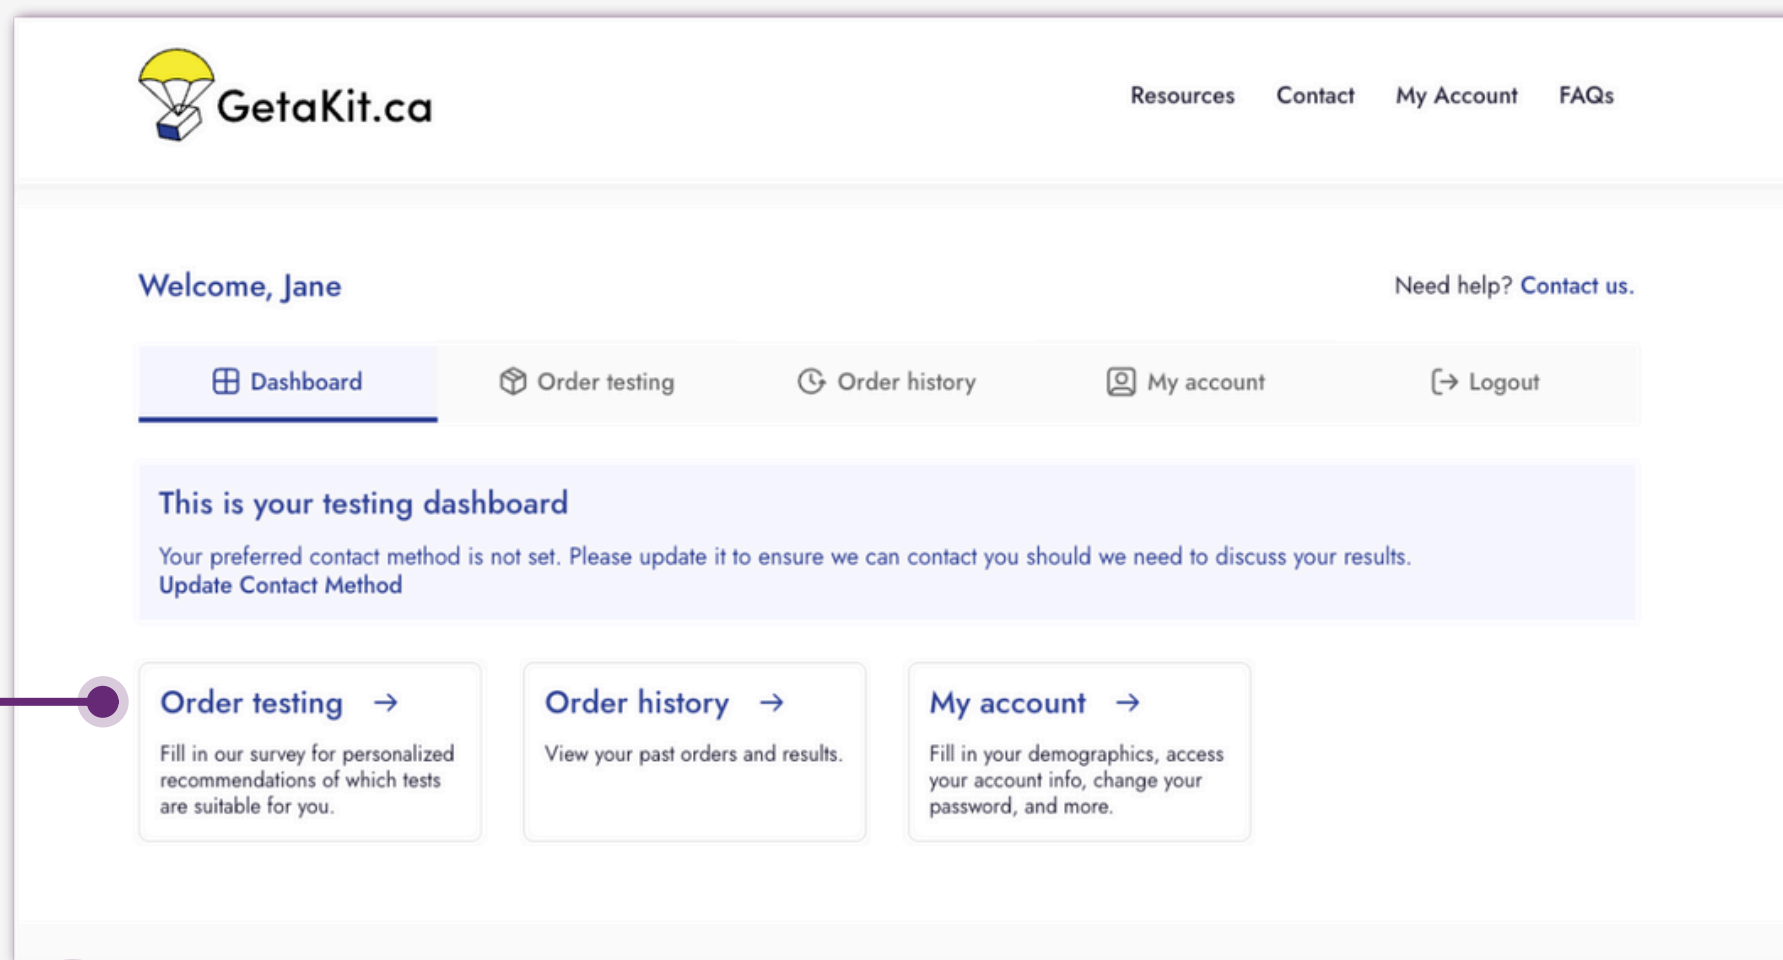 GetaKit.ca
Resources Contact My Account FAQs
Welcome, Jane
Need help? Contact us.
Dashboard Order testing Order history My account Logout
This is your testing dashboard
Your preferred contact method is not set. Please update it to ensure we can contact you should we need to discuss your results.
Update Contact Method
Order testing →
Fill in our survey for personalized
recommendations of which tests
are suitable for you.
Order history →
View your past orders and results.
My account →
Fill in your demographics, access
your account info, change your
password, and more.